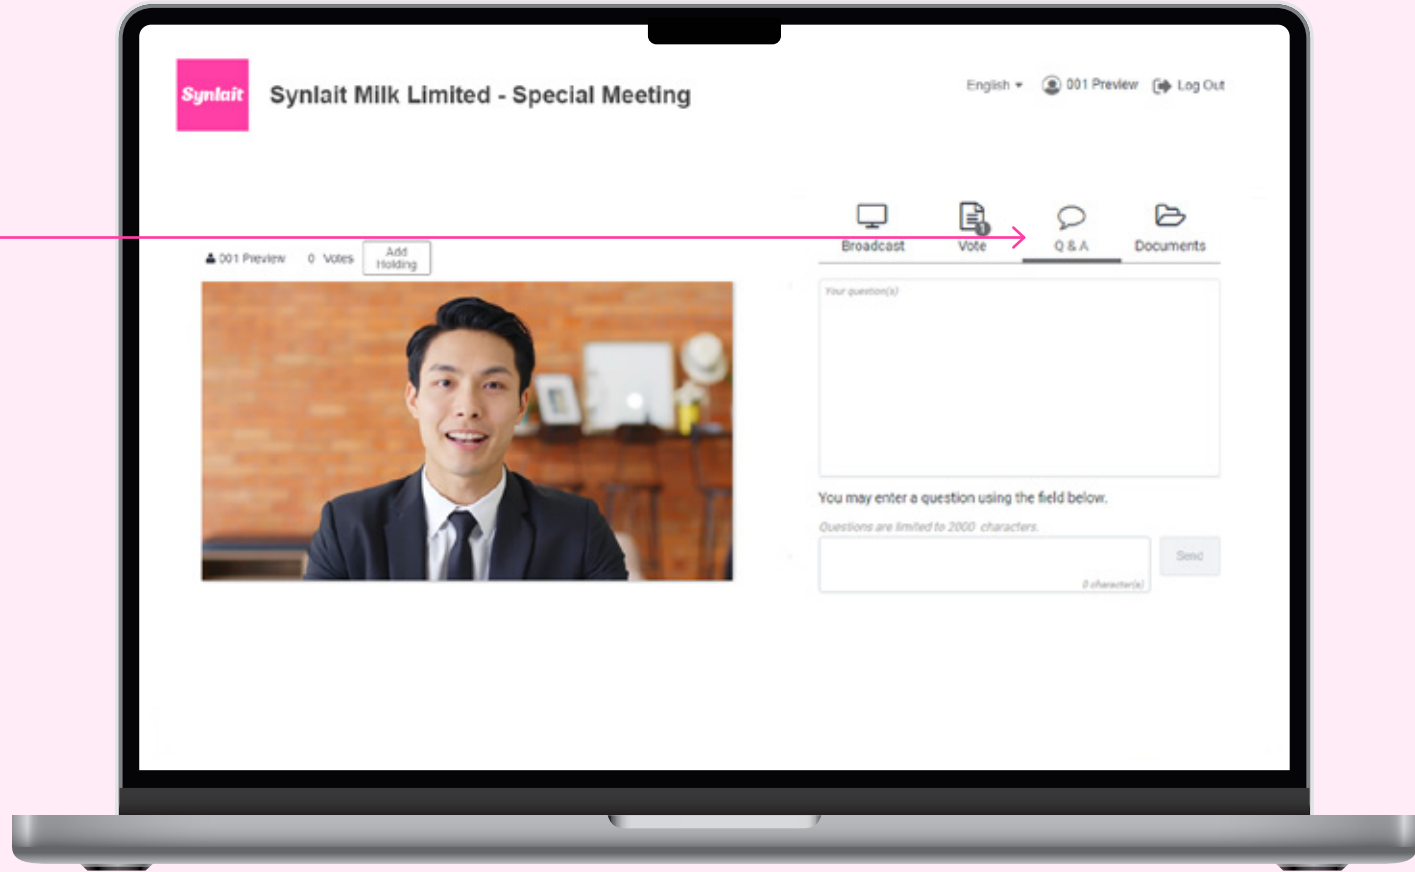 Synlait
Synlait Milk Limited - Special Meeting
English
001 Preview
Log Out
Broadcast
Vote
1
Q & A
Documents
001 Preview
0 Votes
Add
Holding
Your question(s)
You may enter a question using the field below.
Questions are limited to 2000 characters.
Send
0 character(s)